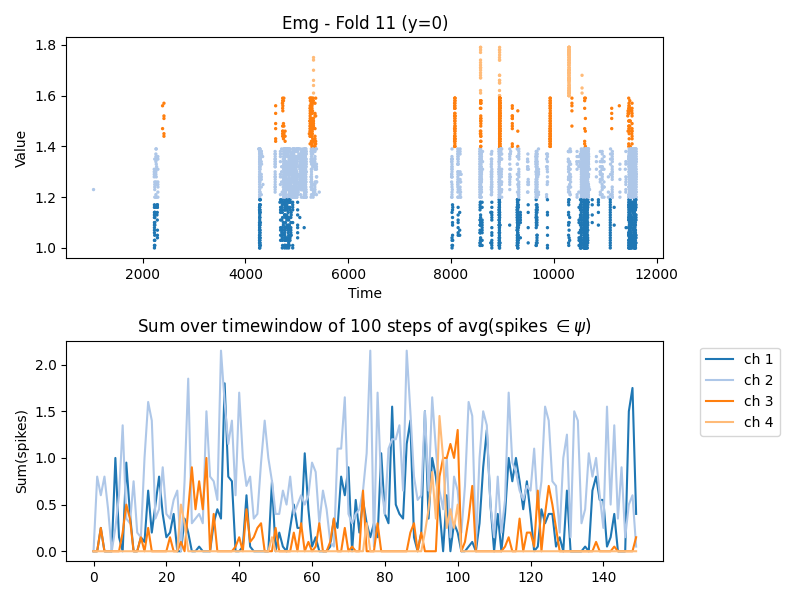 Emg - Fold 11 (y=0)
1.8
1.6
1.4
1.2
1.0
Value
2000 4000 6000 8000 10000 12000
Time
Sum over timewindow of 100 steps of avg(spikes ∈ ψ)
2.0
1.5
1.0
0.5
0.0
Sum(spikes)
0 20 40 60 80 100 120 140
ch 1
ch 2
ch 3
ch 4